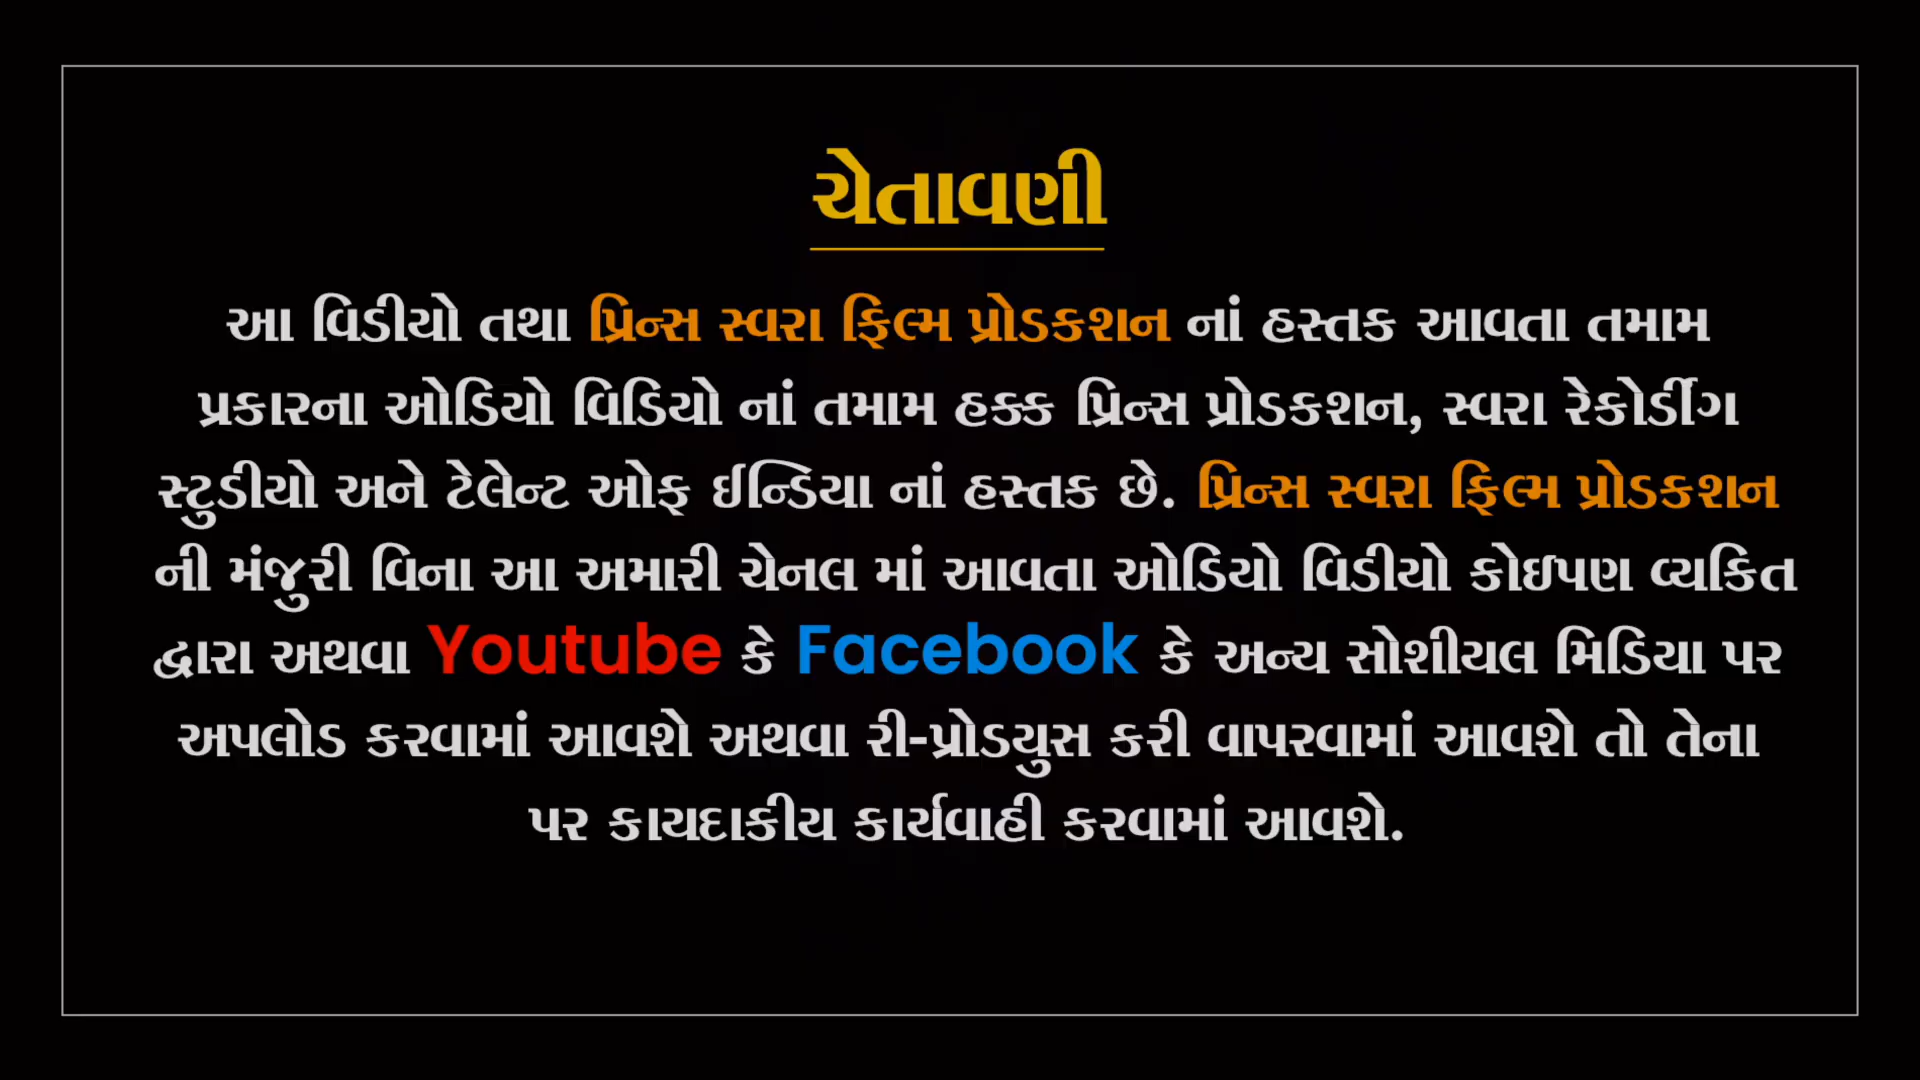 ચેતાવણી
આ વિડીયો તથા પ્રિન્સ સ્વરા ફિલ્મ પ્રોડકશન નાં હસ્તક આવતા તમામ
પ્રકારના ઓડિયો વિડિયો નાં તમામ હક્ક પ્રિન્સ પ્રોડકશન, સ્વરા રેકોર્ડીંગ
સ્ટુડીયો અને ટેલેન્ટ ઓફ ઈન્ડિયા નાં હસ્તક છે. પ્રિન્સ સ્વરા ફિલ્મ પ્રોડકશન
ની મંજુરી વિના આ અમારી ચેનલ માં આવતા ઓડિયો વિડીયો કોઇપણ વ્યકિત
દ્વારા અથવા Youtube કે Facebook કે અન્ય સોશીયલ મિડિયા પર
અપલોડ કરવામાં આવશે અથવા રી-પ્રોડયુસ કરી વાપરવામાં આવશે તો તેના
પર કાયદાકીય કાર્યવાહી કરવામાં આવશે.